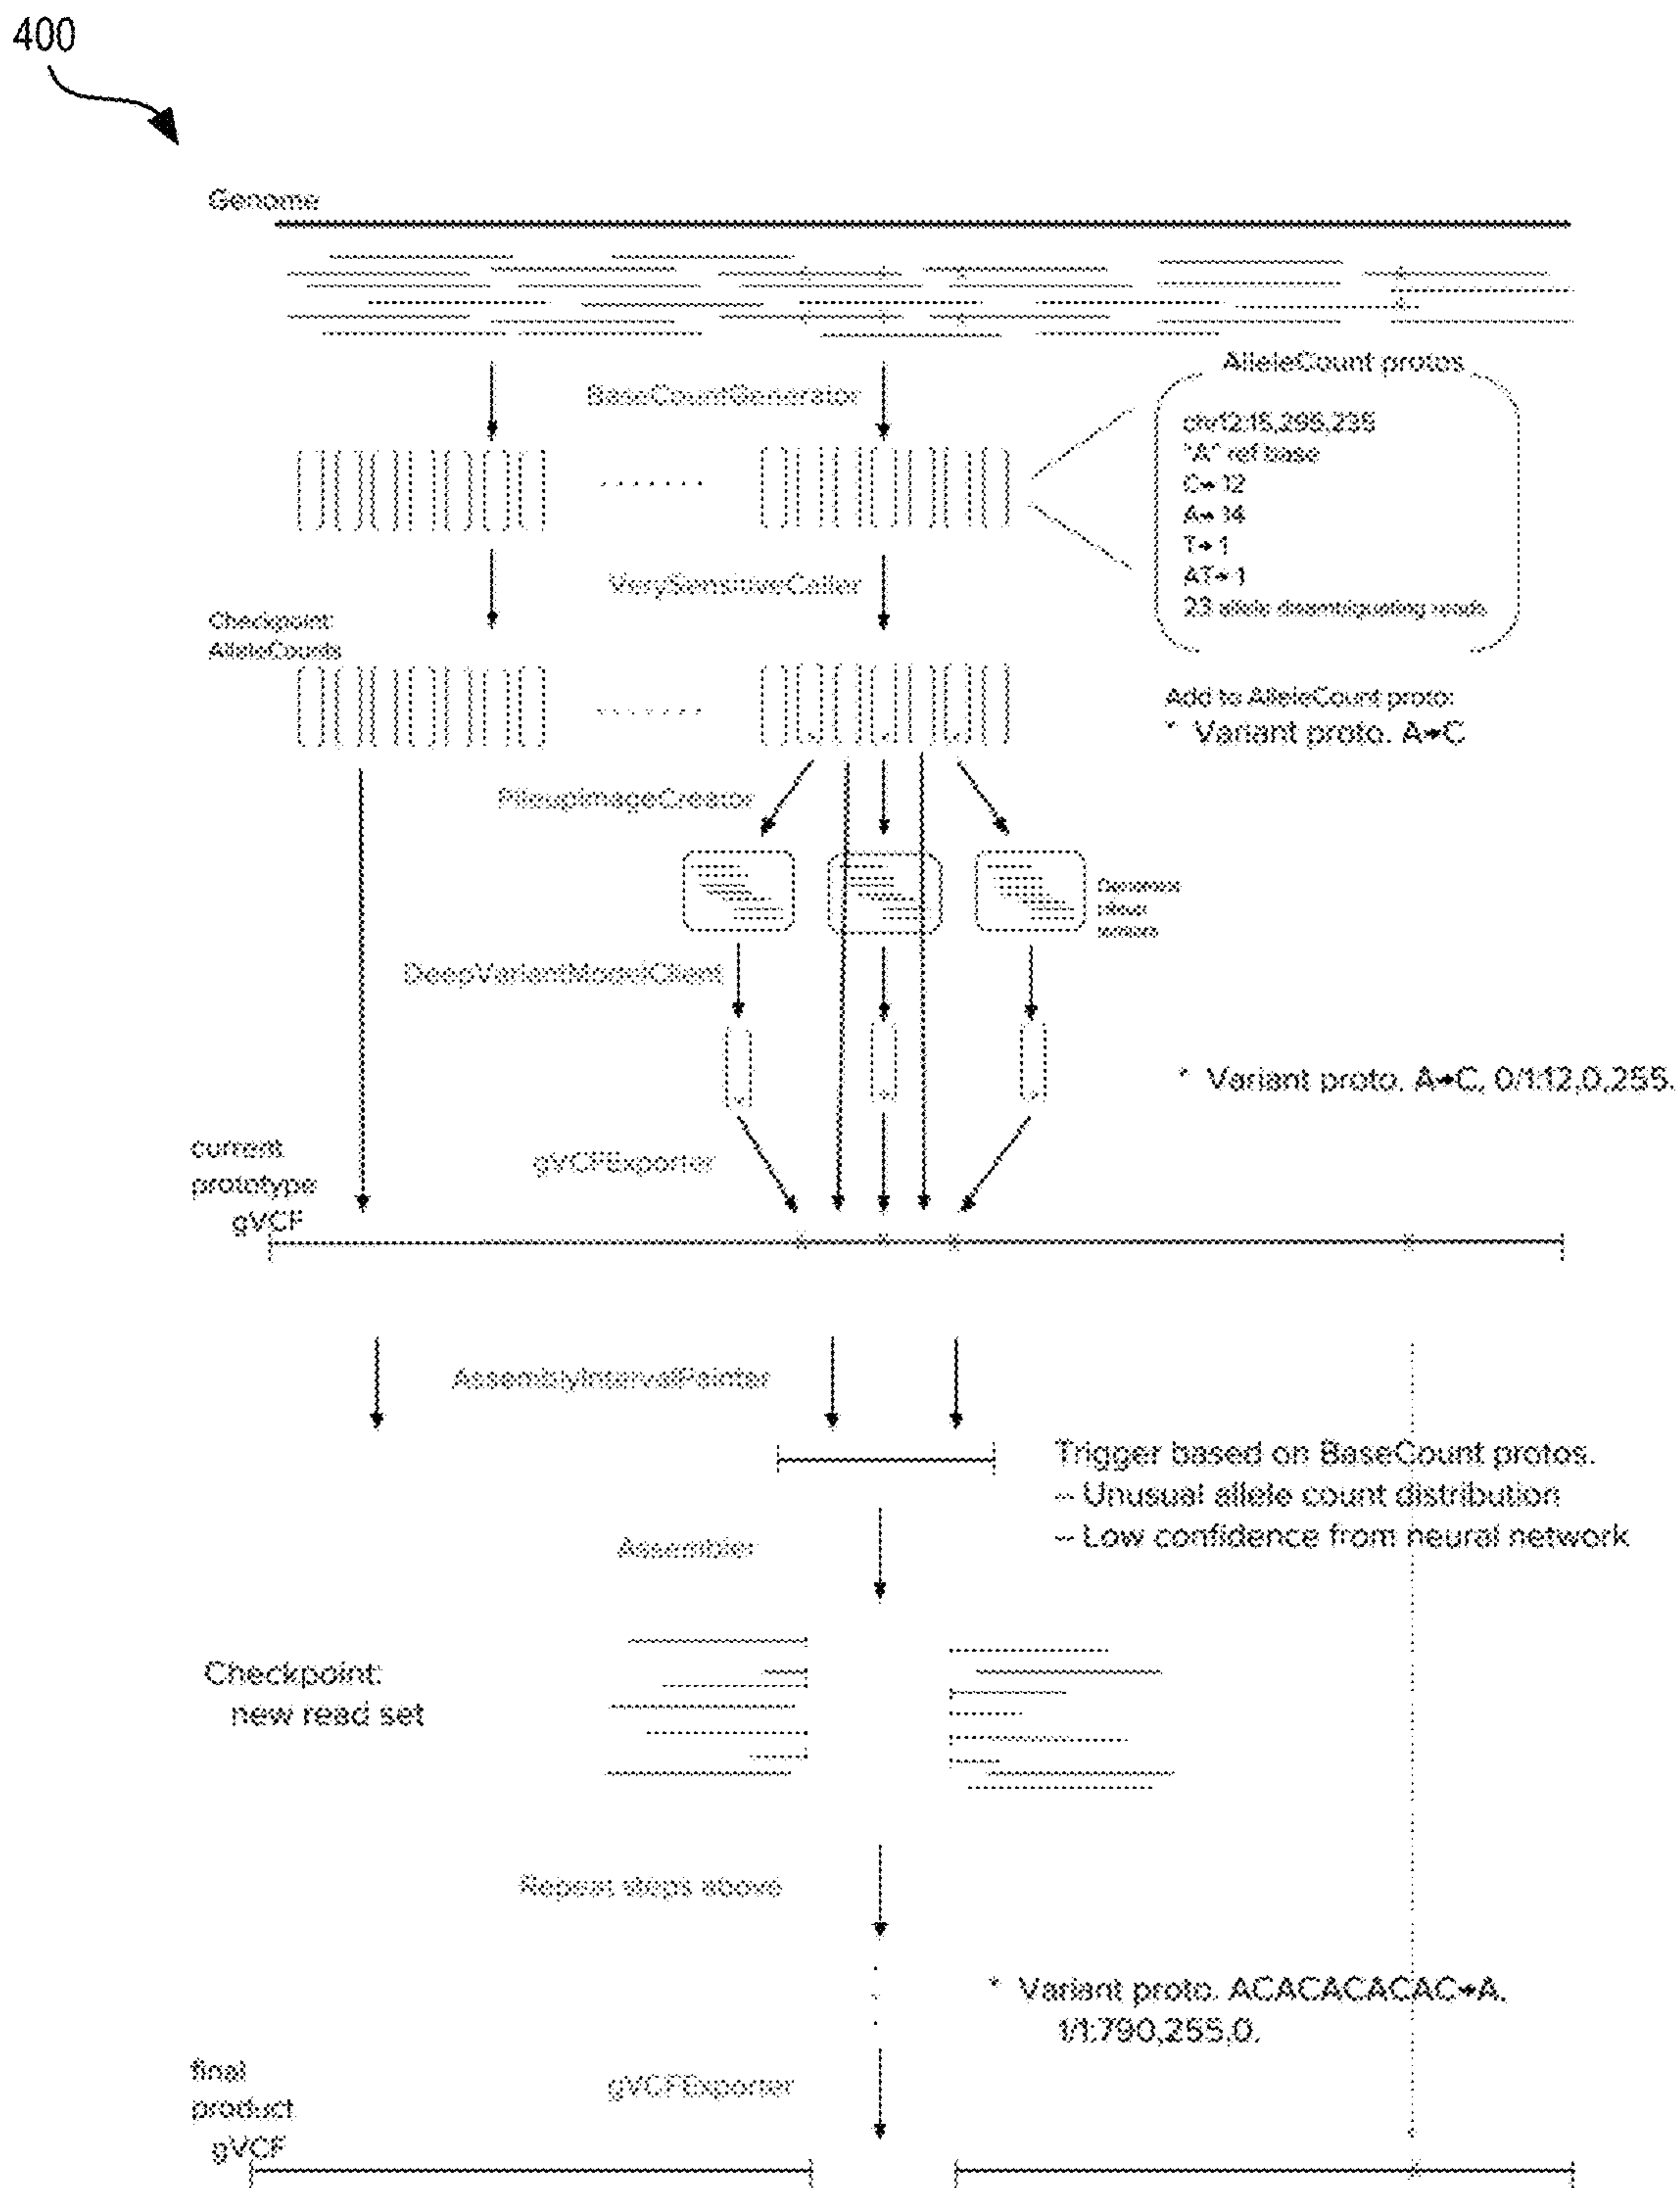 400
Genome
AlleleCount protos
BaseCountGenerator
chr12:15,295,235
"A" ref base
C→12
A→14
T→1
AT→1
23 allele disambiguating reads
VerySensitiveCaller
Checkpoint:
AlleleCounts
Add to AlleleCount proto:
* Variant proto. A→C
PileupImageCreator
DeepVariantModelClient
* Variant proto. A→C, 0/1:12,0,255.
current
prototype
gVCF
gVCFExporter
AssemblyIntervalPainter
Trigger based on BaseCount protos.
-- Unusual allele count distribution
-- Low confidence from neural network
Assembler
Checkpoint:
new read set
Repeat steps above
* Variant proto. ACACACACAC→A.
1/1:790,255,0.
final
product
gVCF
gVCFExporter